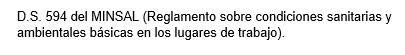 D.S. 594 del MINSAL (Reglamento sobre condiciones sanitarias y
ambientales básicas en los lugares de trabajo).